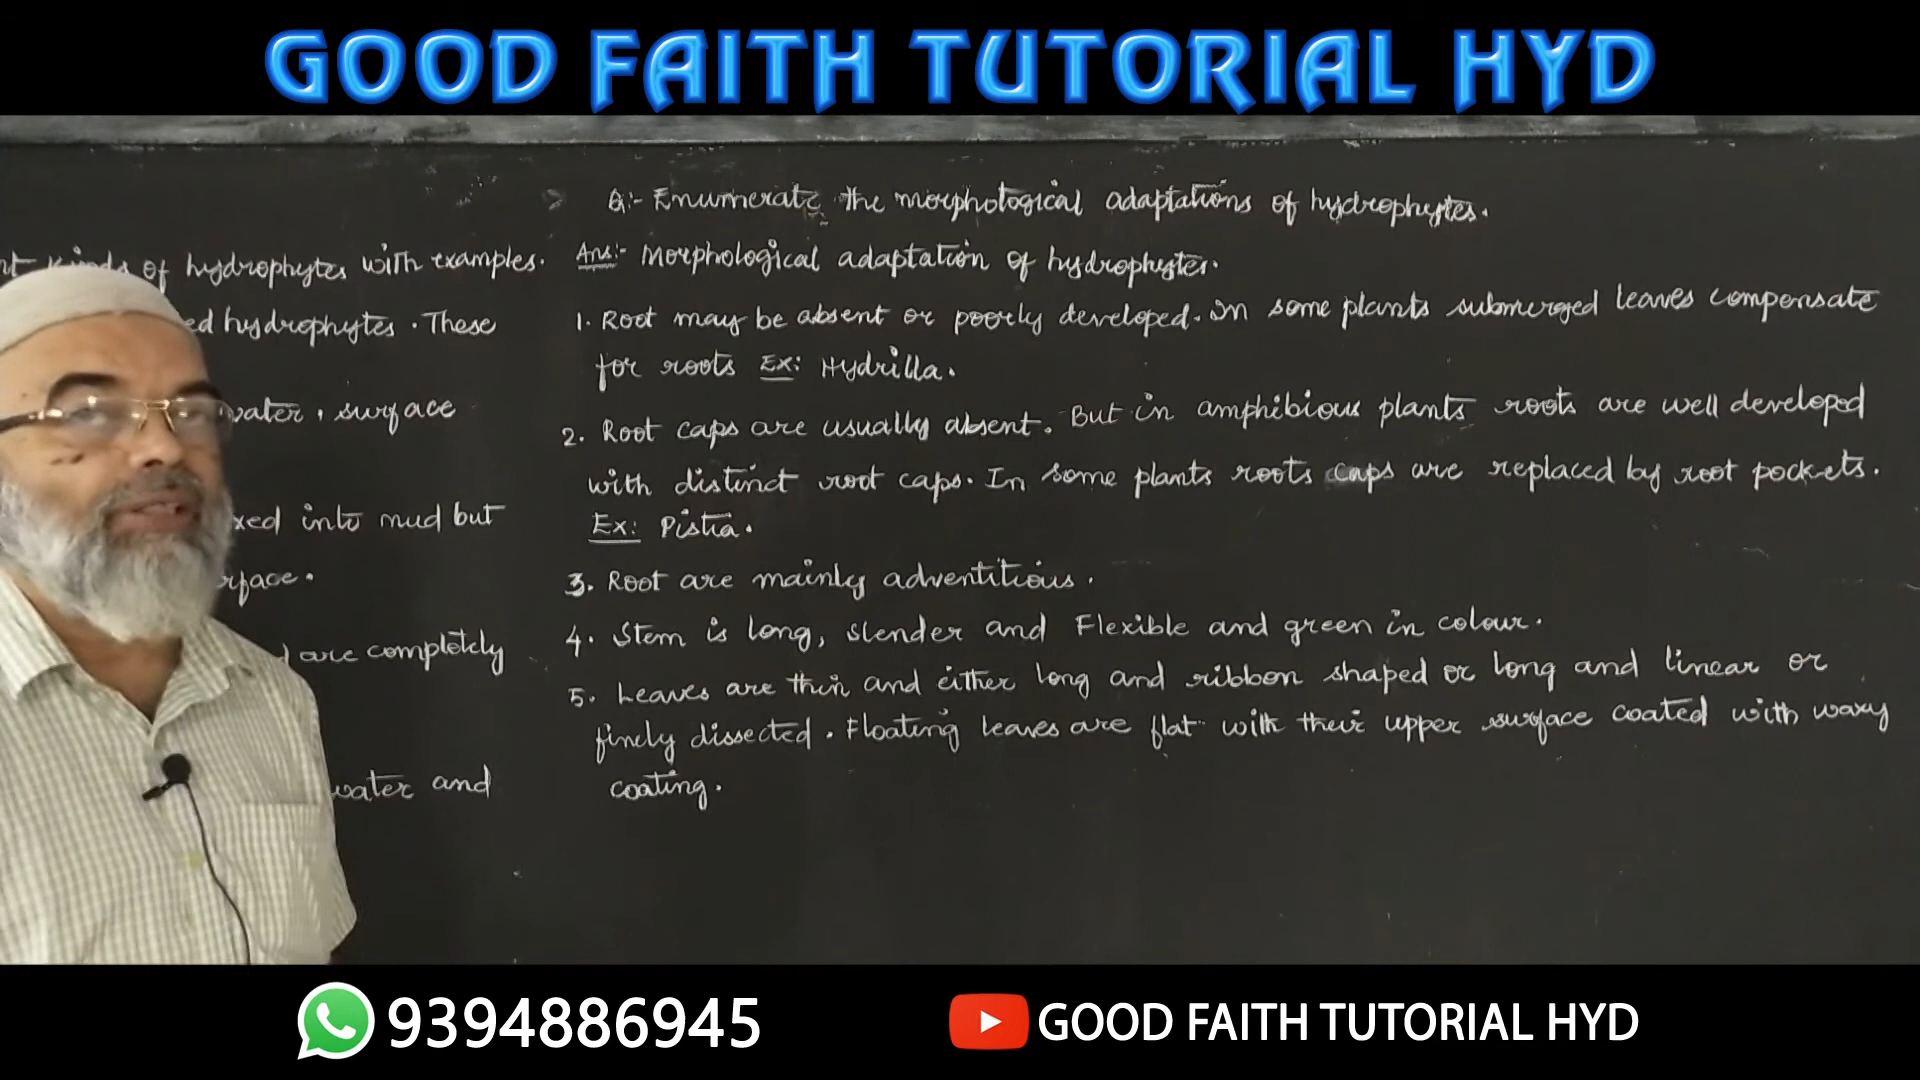 GOOD FAITH TUTORIAL HYD
of hydrophytes with examples.
hydrophytes. These
water, surface
into mud but
are completely
water and
Q:- Enumerate the morphological adaptations of hydrophytes.
Ans:- Morphological adaptation of hydrophytes.
1. Root may be absent or poorly developed. In some plants submerged leaves compensate
for roots Ex: Hydrilla.
2. Root caps are usually absent. But in amphibious plants roots are well developed
with distinct root caps. In some plants roots caps are replaced by root pockets.
Ex: Pistia.
3. Root are mainly adventitious.
4. Stem is long, slender and Flexible and green in colour.
5. Leaves are thin and either long and ribbon shaped or long and linear or
finely dissected. Floating leaves are flat with their upper surface coated with waxy
coating.
9394886945
GOOD FAITH TUTORIAL HYD